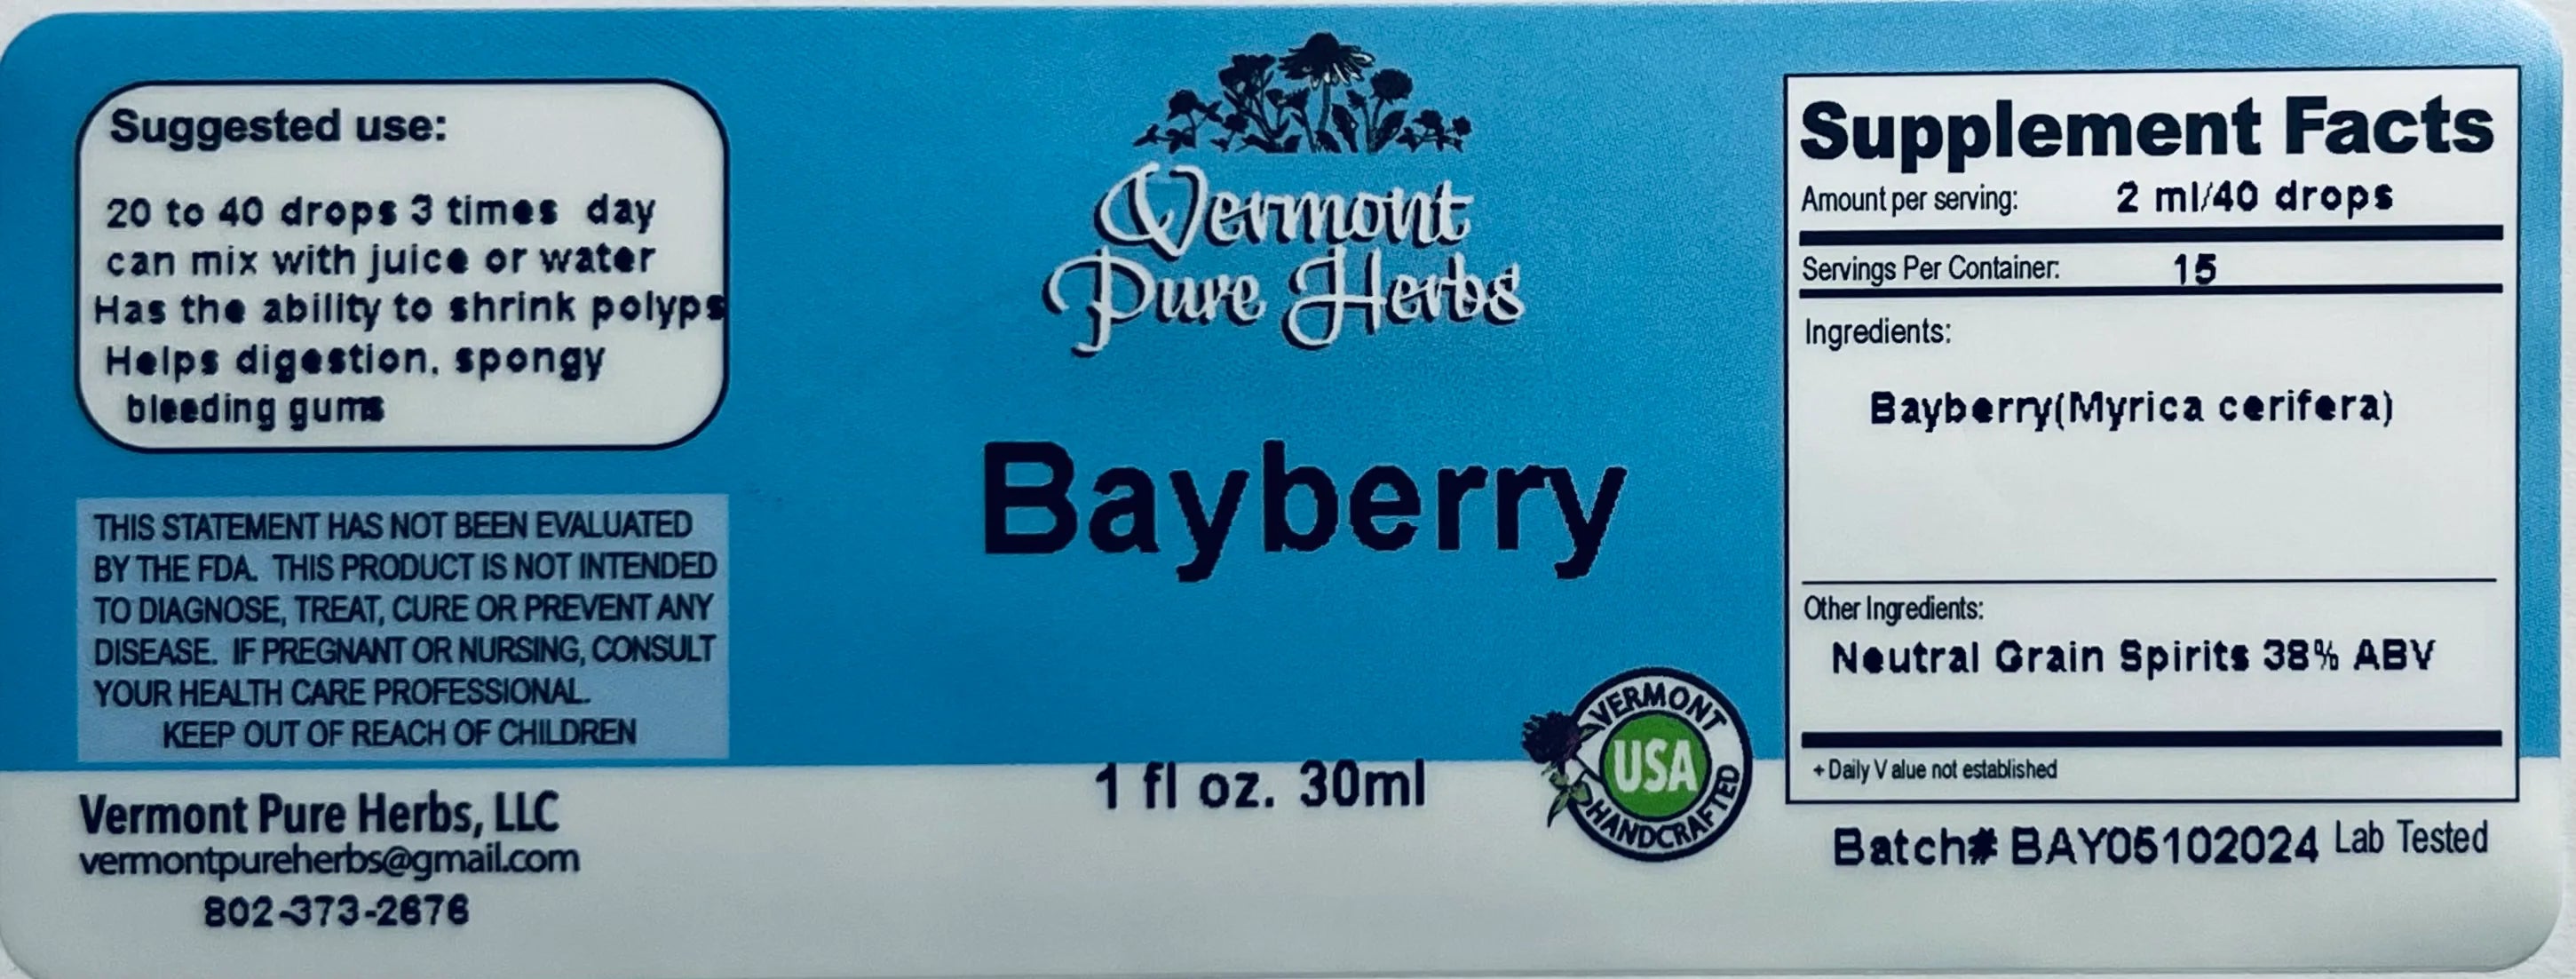 Suggested use:
20 to 40 drops 3 times day
can mix with juice or water
Has the ability to shrink polyps
Helps digestion, spongy
bleeding gums
THIS STATEMENT HAS NOT BEEN EVALUATED
BY THE FDA. THIS PRODUCT IS NOT INTENDED
TO DIAGNOSE, TREAT, CURE OR PREVENT ANY
DISEASE. IF PREGNANT OR NURSING, CONSULT
YOUR HEALTH CARE PROFESSIONAL.
KEEP OUT OF REACH OF CHILDREN
Vermont Pure Herbs, LLC
vermontpureherbs@gmail.com
802-373-2676
Vermont
Pure Herbs
Bayberry
1 fl oz. 30ml
VERMONT
USA
HANDCRAFTED
Supplement Facts
Amount per serving: 2 ml/40 drops
Servings Per Container: 15
Ingredients:
Bayberry(Myrica cerifera)
Other Ingredients:
Neutral Grain Spirits 38% ABV
+ Daily V alue not established
Batch# BAY05102024 Lab Tested